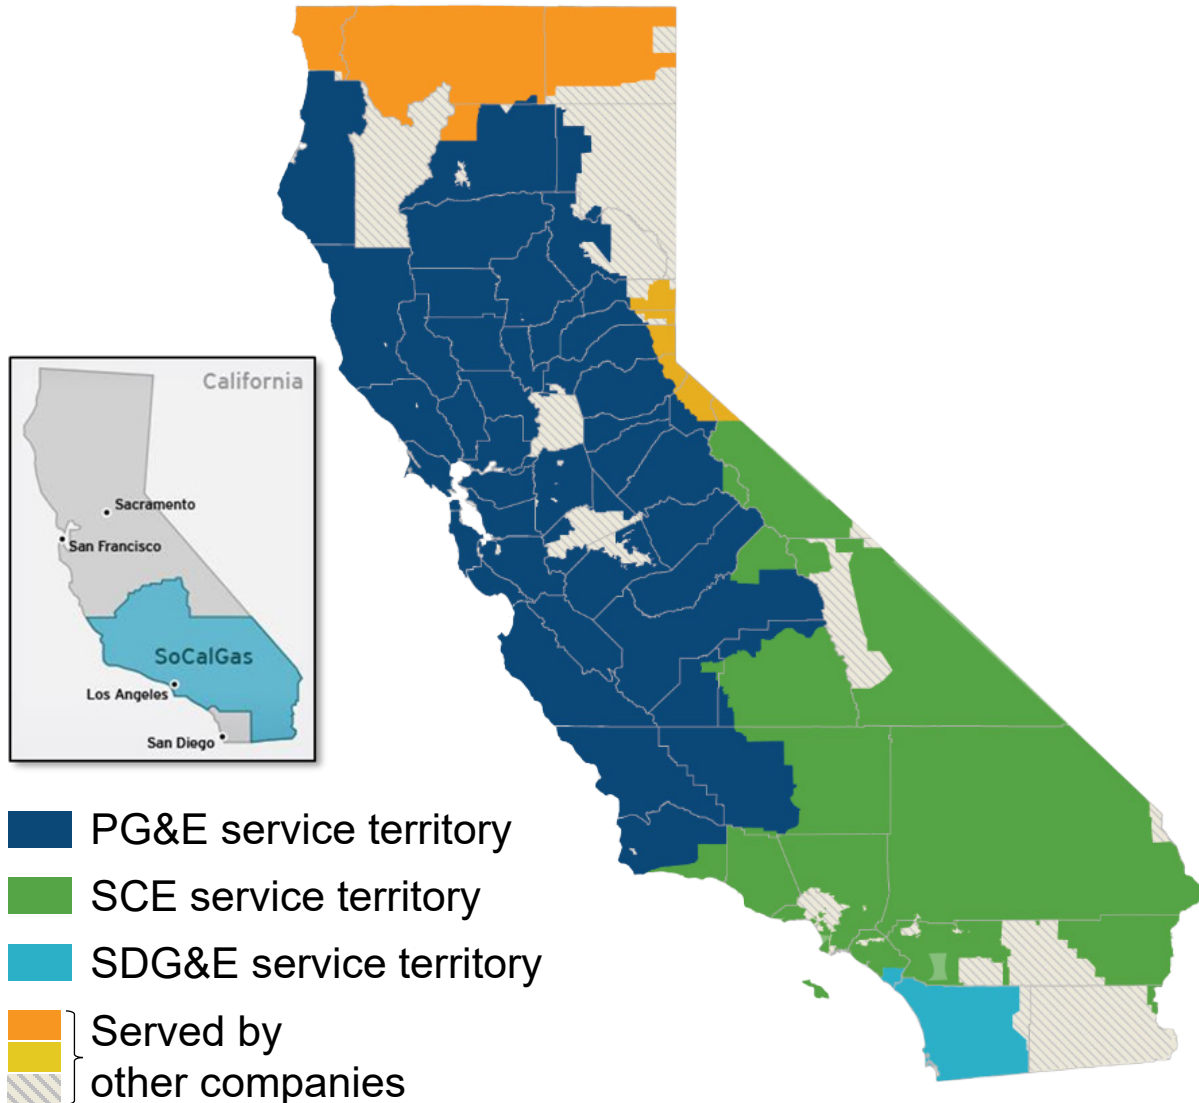 California
Sacramento
San Francisco
SoCalGas
Los Angeles
San Diego
PG&E service territory
SCE service territory
SDG&E service territory
Served by
other companies